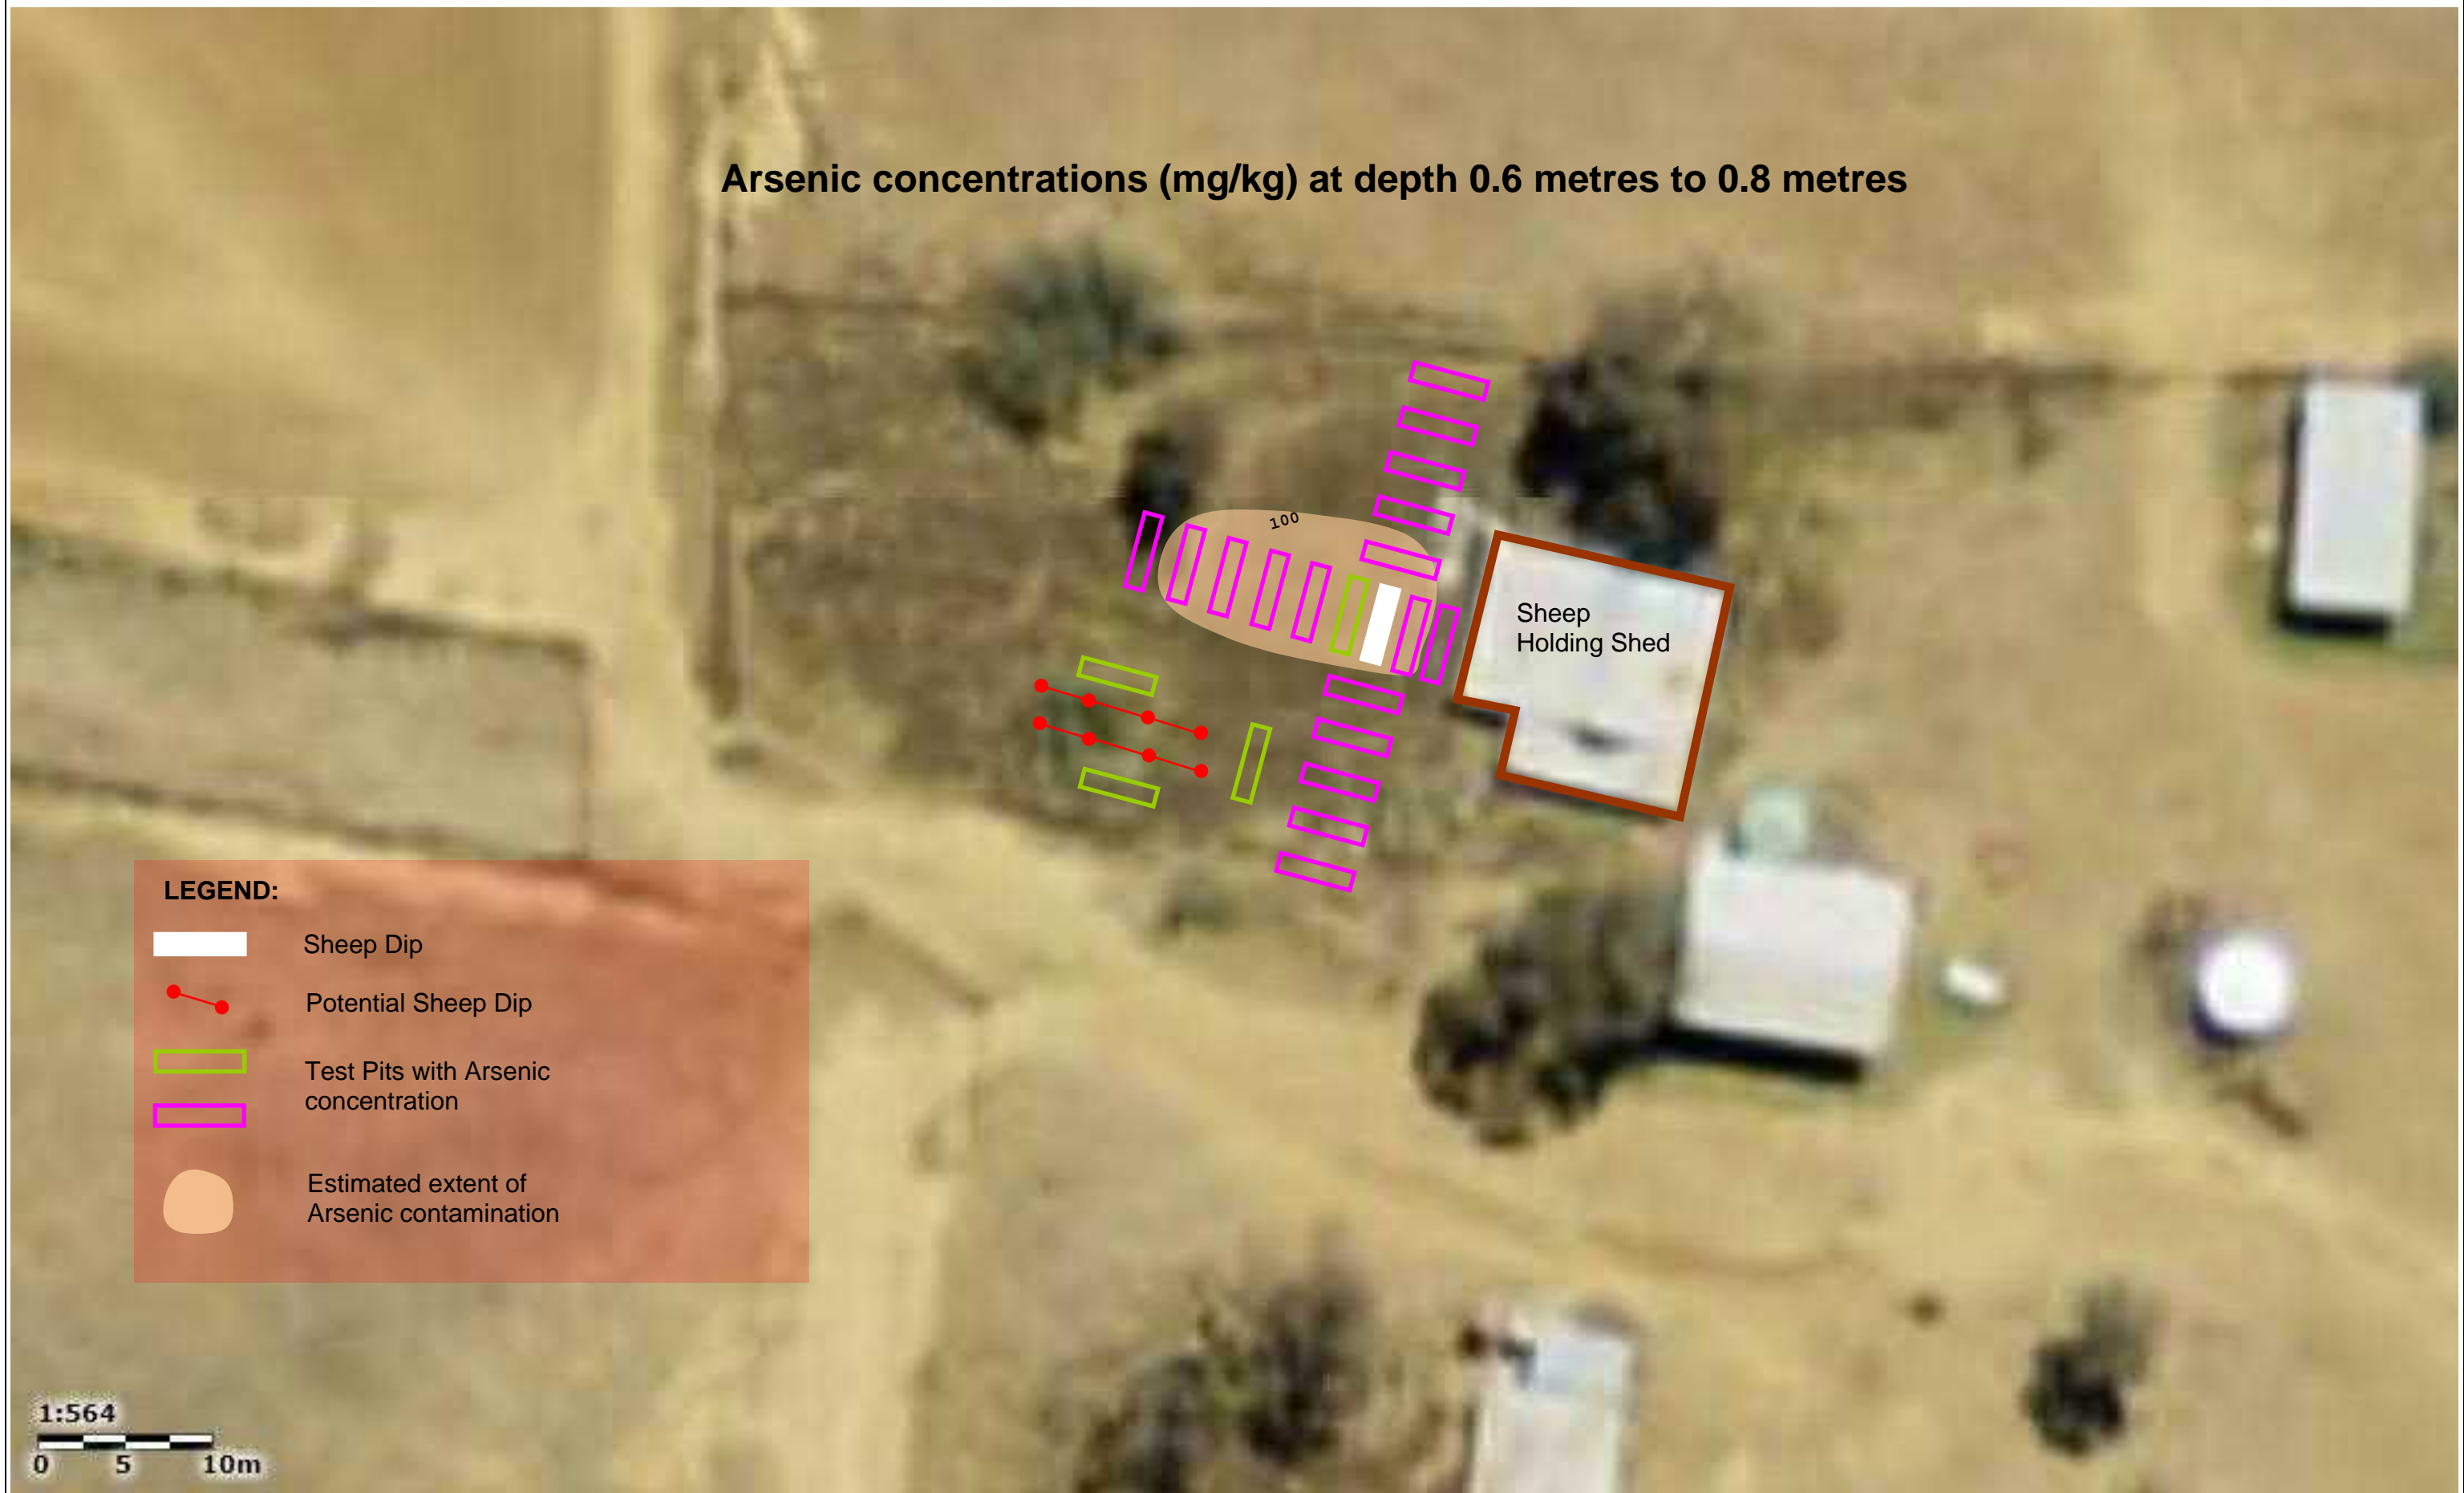 Arsenic concentrations (mg/kg) at depth 0.6 metres to 0.8 metres
100
Sheep
Holding Shed
LEGEND:
Sheep Dip
Potential Sheep Dip
Test Pits with Arsenic
concentration
Estimated extent of
Arsenic contamination
1:564
0 5 10m